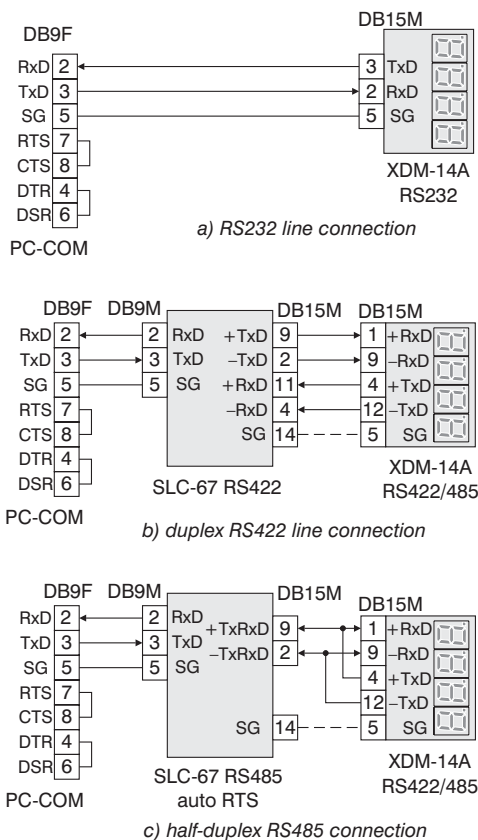 DB9F DB15M
RxD 2 3 TxD
TxD 3 2 RxD
SG 5 5 SG
RTS 7
CTS 8
DTR 4
DSR 6
XDM-14A
RS232
PC-COM
a) RS232 line connection
DB9F DB9M DB15M DB15M
RxD 2 2 RxD +TxD 9 1 +RxD
TxD 3 3 TxD –TxD 2 9 –RxD
SG 5 5 SG +RxD 11 4 +TxD
RTS 7 –RxD 4 12 –TxD
CTS 8 SG 14 5 SG
DTR 4
DSR 6
SLC-67 RS422
XDM-14A
RS422/485
PC-COM
b) duplex RS422 line connection
DB9F DB9M DB15M DB15M
RxD 2 2 RxD +TxRxD 9 1 +RxD
TxD 3 3 TxD –TxRxD 2 9 –RxD
SG 5 5 SG 4 +TxD
RTS 7 12 –TxD
CTS 8 SG 14 5 SG
DTR 4
DSR 6
SLC-67 RS485
auto RTS
XDM-14A
RS422/485
PC-COM
c) half-duplex RS485 connection